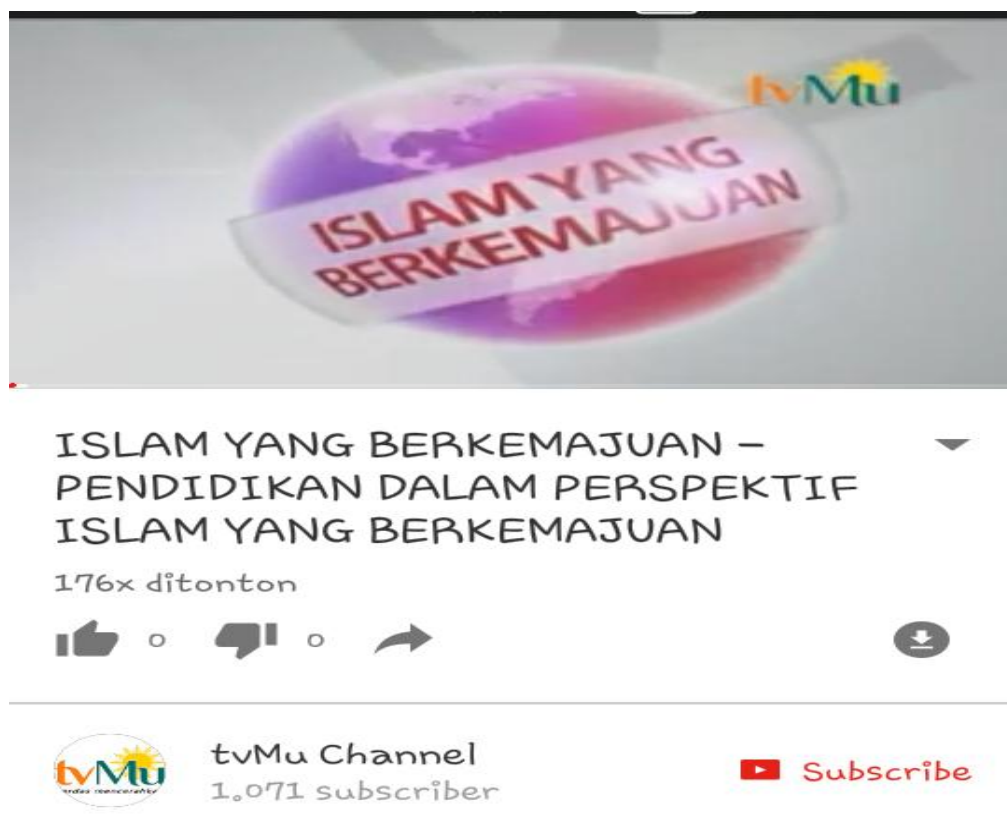 tvMu
ISLAM YANG
BERKEMAJUAN
ISLAM YANG BERKEMAJUAN –
PENDIDIKAN DALAM PERSPEKTIF
ISLAM YANG BERKEMAJUAN
176x ditonton
0 0
tvMu
tvMu Channel
Subscribe
1.071 subscriber